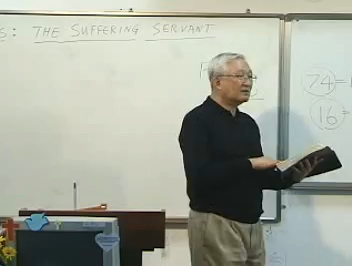 S: THE SUFFERING SERVANT
74=
16=